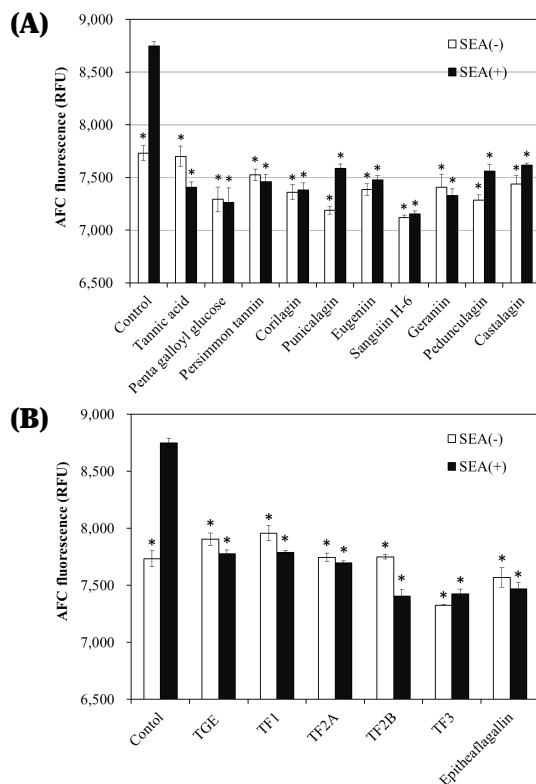 (A)
9,000
8,500
8,000
7,500
7,000
6,500
AFC fluorescence (RFU)
SEA(-)
SEA(+)
* * * * * * * * * * * * * * * * * * * * *
Control
Tannic acid
Penta galloyl glucose
Persimmon tannin
Corilagin
Punicalagin
Eugeniin
Sanguiin H-6
Geraniin
Pedunculagin
Castalagin
(B)
9,000
8,500
8,000
7,500
7,000
6,500
AFC fluorescence (RFU)
SEA(-)
SEA(+)
* * * * * * * * * * * * *
Contol
TGE
TF1
TF2A
TF2B
TF3
Epitheaflagallin